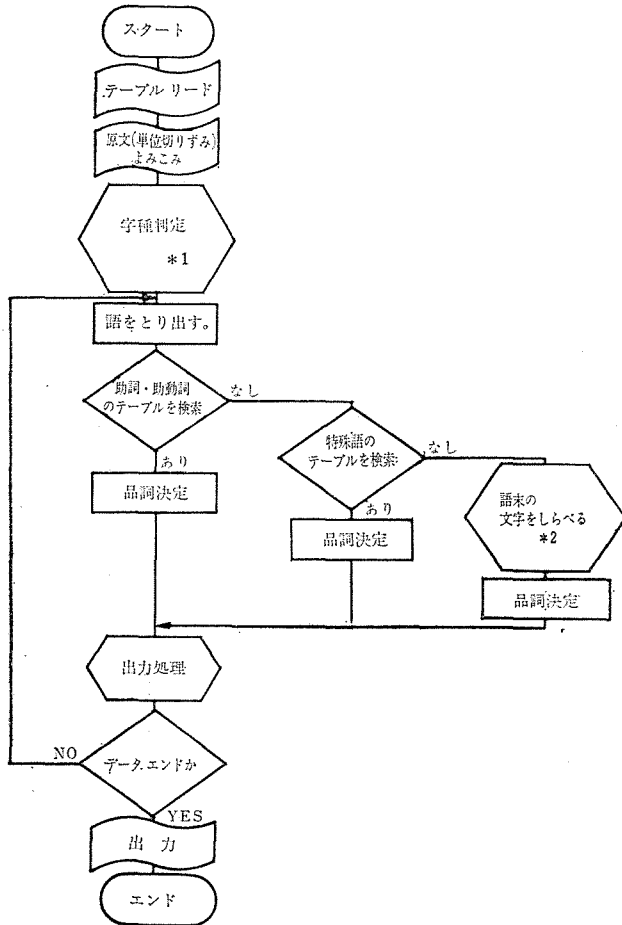 スタート
テーブル リード
原文(単位切りずみ)
よみこみ
字種判定
*1
語をとり出す。
助詞・助動詞
のテーブルを検索
なし
あり
品詞決定
特殊語の
テーブルを検索
なし
あり
品詞決定
語末の
文字をしらべる
*2
品詞決定
出力処理
データエンドか
NO
YES
出 力
エンド